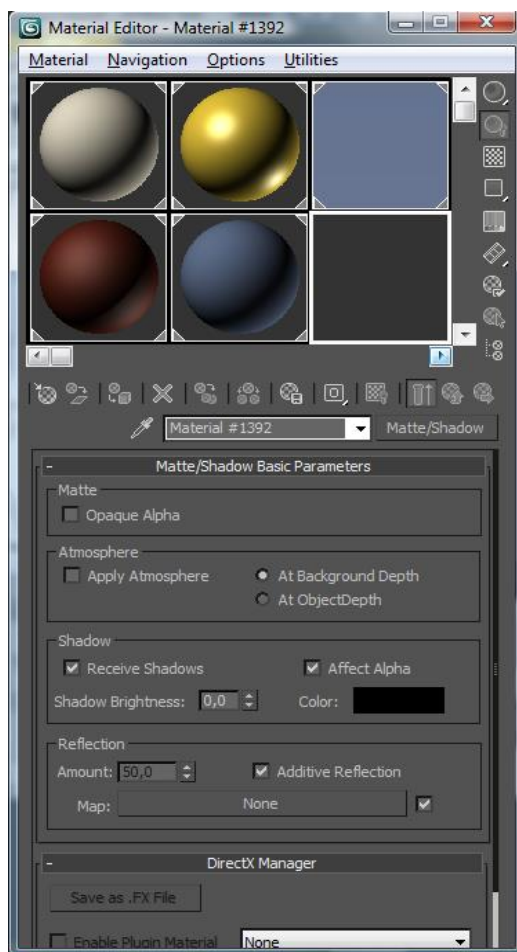 Material Editor - Material #1392
Material Navigation Options Utilities
Material #1392 Matte/Shadow
- Matte/Shadow Basic Parameters
Matte
Opaque Alpha
Atmosphere
Apply Atmosphere At Background Depth
At ObjectDepth
Shadow
Receive Shadows Affect Alpha
Shadow Brightness: 0,0 Color:
Reflection
Amount: 50,0 Additive Reflection
Map: None
- DirectX Manager
Save as .FX File
Enable Plugin Material None